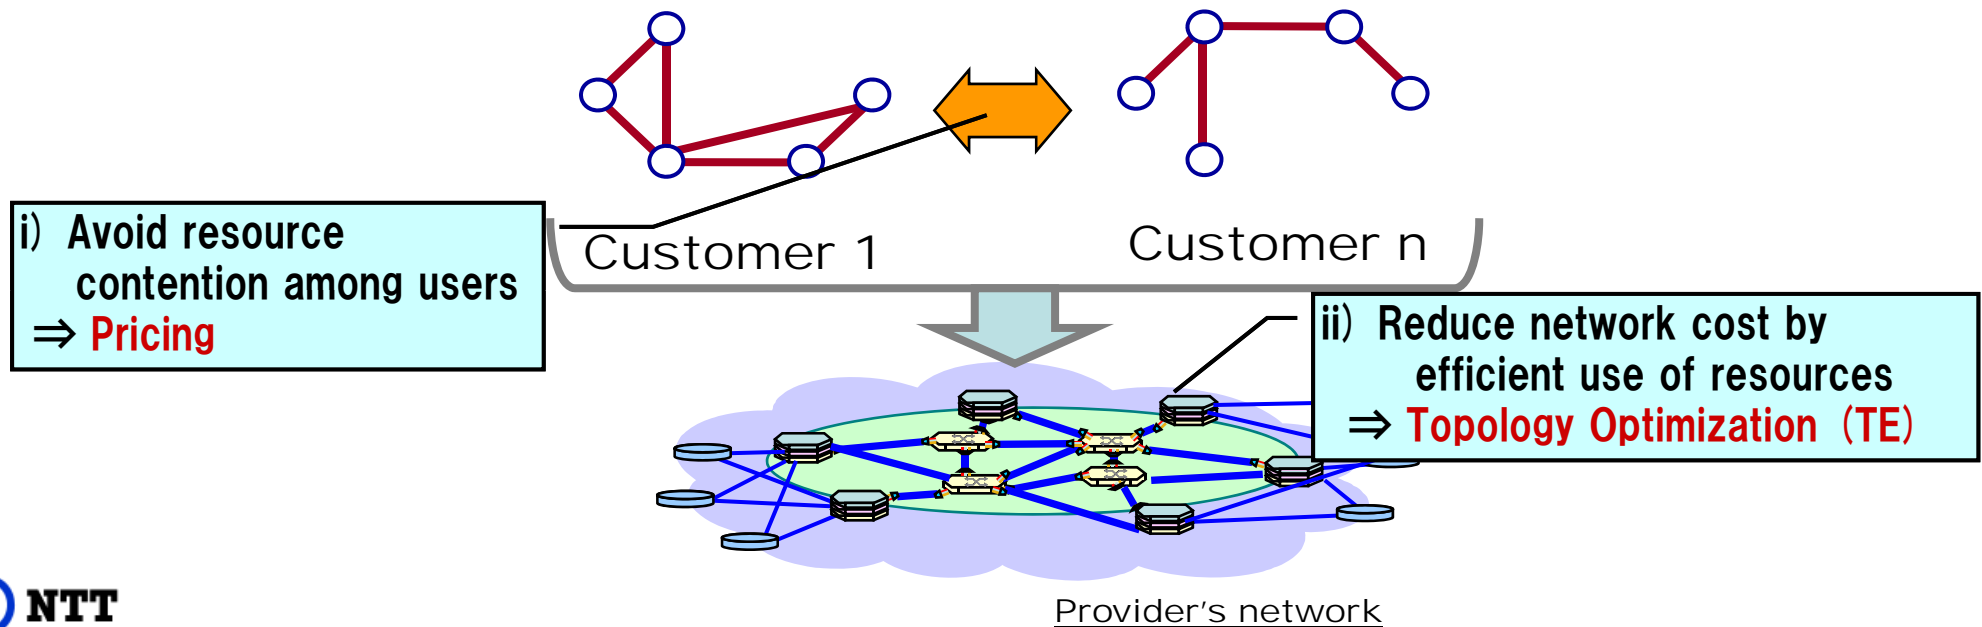 i) Avoid resource
contention among users
⇒ Pricing
Customer 1
Customer n
ii) Reduce network cost by
efficient use of resources
⇒ Topology Optimization (TE)
NTT
Provider's network